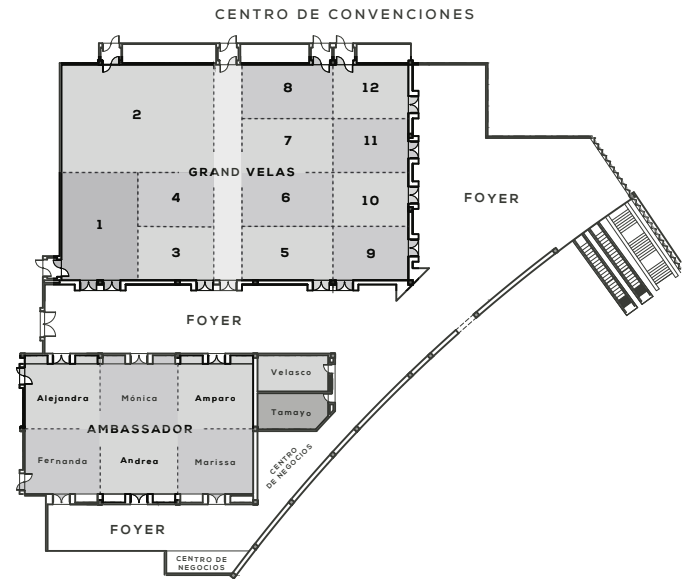 CENTRO DE CONVENCIONES
8
12
2
7
11
GRAND VELAS
4
6
10
FOYER
1
3
5
9
FOYER
Velasco
Alejandra
Mónica
Amparo
Tamayo
AMBASSADOR
Fernanda
Andrea
Marissa
CENTRO
DE NEGOCIOS
FOYER
CENTRO DE
NEGOCIOS